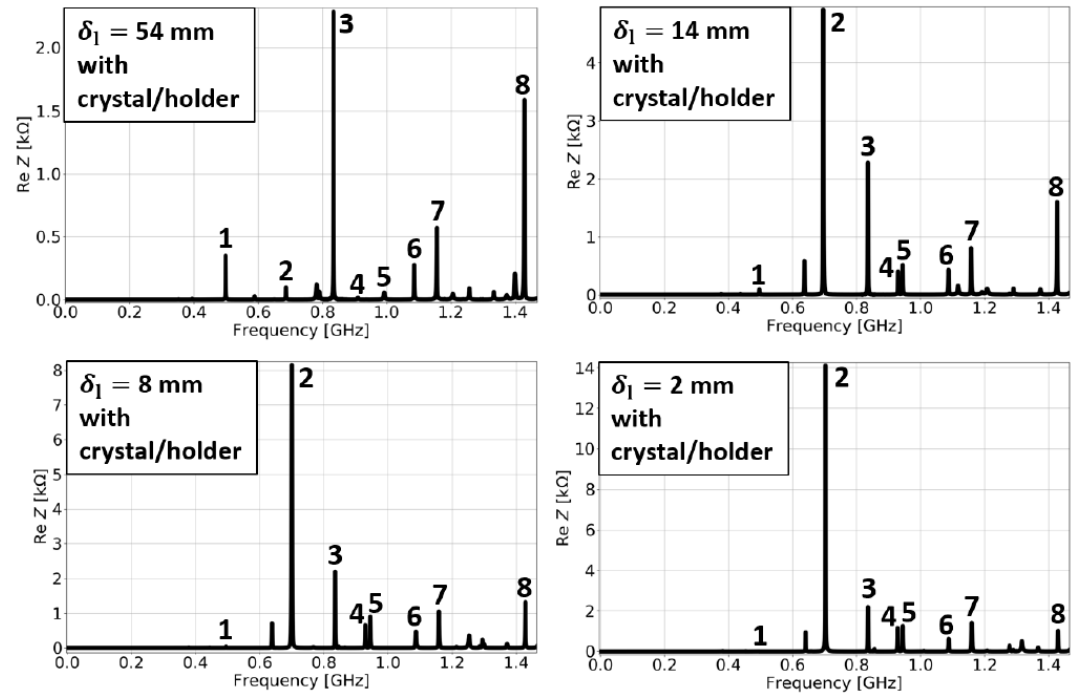 δ₁ = 54 mm
with
crystal/holder
Re Z [kΩ]
2.0
1.5
1.0
0.5
0.0
1
2
3
4
5
6
7
8
0.0 0.2 0.4 0.6 0.8 1.0 1.2 1.4
Frequency [GHz]
δ₁ = 14 mm
with
crystal/holder
Re Z [kΩ]
4
3
2
1
0
1
2
3
4
5
6
7
8
0.0 0.2 0.4 0.6 0.8 1.0 1.2 1.4
Frequency [GHz]
δ₁ = 8 mm
with
crystal/holder
Re Z [kΩ]
8
7
6
5
4
3
2
1
0
1
2
3
4
5
6
7
8
0.0 0.2 0.4 0.6 0.8 1.0 1.2 1.4
Frequency [GHz]
δ₁ = 2 mm
with
crystal/holder
Re Z [kΩ]
14
12
10
8
6
4
2
0
1
2
3
4
5
6
7
8
0.0 0.2 0.4 0.6 0.8 1.0 1.2 1.4
Frequency [GHz]